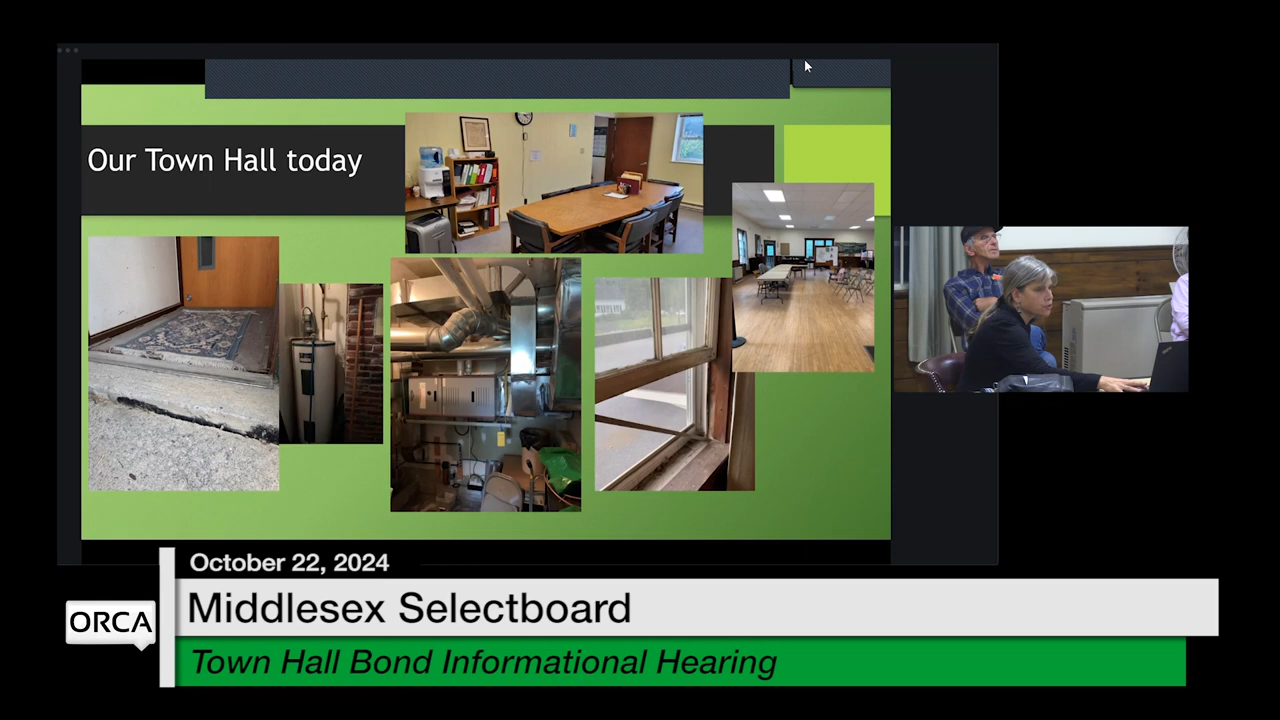 Our Town Hall today
October 22, 2024
Middlesex Selectboard
ORCA
Town Hall Bond Informational Hearing